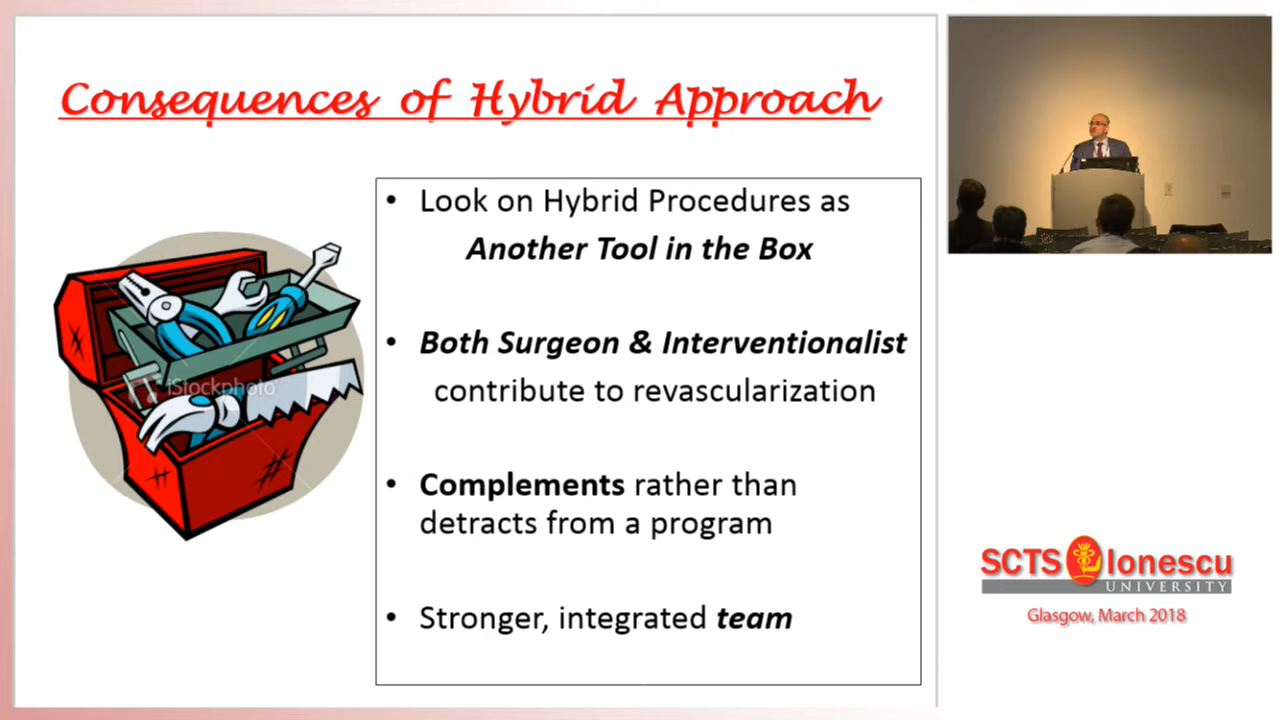 Consequences of Hybrid Approach
• Look on Hybrid Procedures as
Another Tool in the Box
• Both Surgeon & Interventionalist
contribute to revascularization
• Complements rather than
detracts from a program
• Stronger, integrated team
iStockphoto
SCTS Ionescu
UNIVERSITY
Glasgow, March 2018